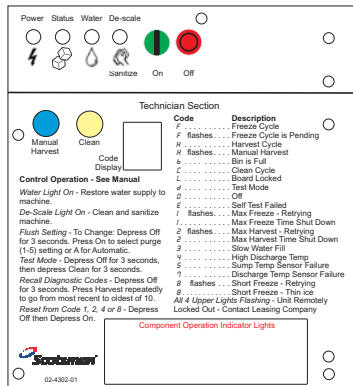 Power Status Water De-scale
Sanitize On Off
Technician Section
Manual Harvest
Clean
Code Display
Control Operation - See Manual
Water Light On - Restore water supply to
machine.
De-Scale Light On - Clean and sanitize
machine.
Flush Setting - To Change: Depress Off
for 3 seconds. Press On to select purge
(1-5) setting or A for Automatic.
Test Mode - Depress Off for 3 seconds,
then depress Clean for 3 seconds.
Recall Diagnostic Codes - Depress Off
for 3 seconds. Press Harvest repeatedly
to go from most recent to oldest of 10.
Reset from Code 1, 2, 4 or 8 - Depress
Off then Depress On.
Code Description
F . . . . . . . . . . Freeze Cycle
F flashes. . . . Freeze Cycle is Pending
H . . . . . . . . . . Harvest Cycle
H flashes. . . . Manual Harvest
b . . . . . . . . . . Bin is Full
E . . . . . . . . . . Clean Cycle
L . . . . . . . . . . Board Locked
d . . . . . . . . . . Test Mode
O . . . . . . . . . . Off
E . . . . . . . . . . Self Test Failed
1 flashes. . . . Max Freeze - Retrying
1 . . . . . . . . . . Max Freeze Time Shut Down
2 flashes. . . . Max Harvest - Retrying
2 . . . . . . . . . . Max Harvest Time Shut Down
3 . . . . . . . . . . Slow Water Fill
4 . . . . . . . . . . High Discharge Temp
5 . . . . . . . . . . Sump Temp Sensor Failure
7 . . . . . . . . . . Discharge Temp Sensor Failure
8 flashes . . . Short Freeze - Retrying
8. . . . . . . . . . Short Freeze - Thin ice
All 4 Upper Lights Flashing - Unit Remotely
Locked Out - Contact Leasing Company
Component Operation Indicator Lights
Scotsman
02-4302-01